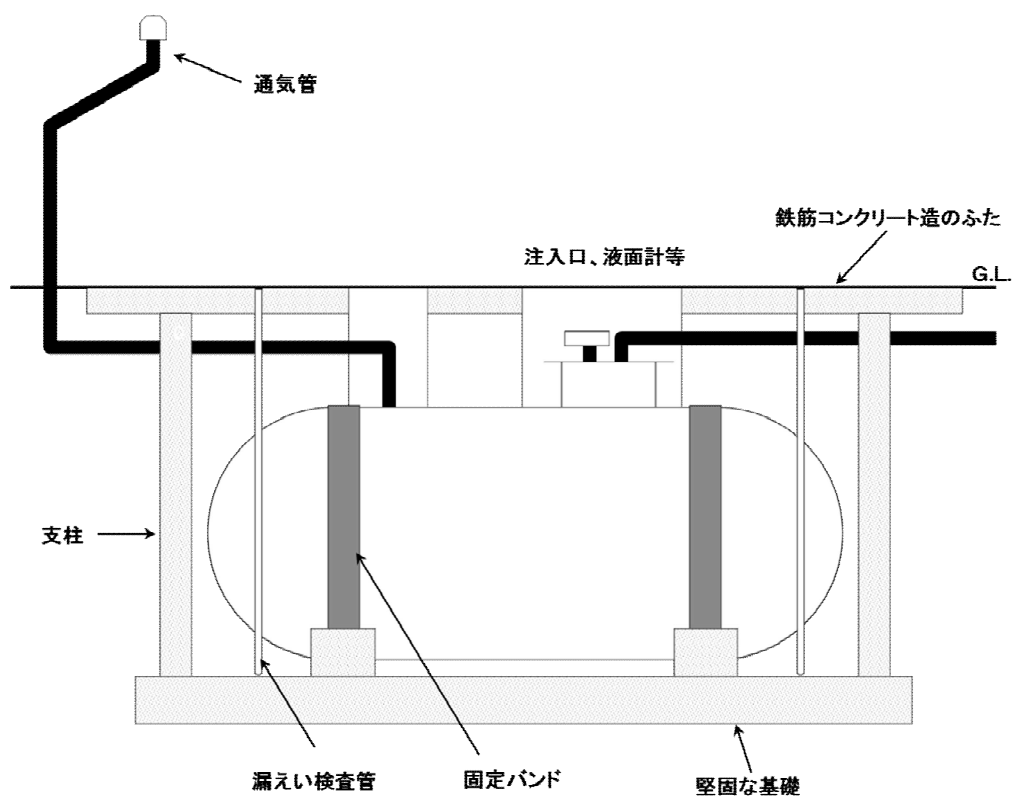 通気管
鉄筋コンクリート造のふた
注入口、液面計等
G.L.
支柱
漏えい検査管
固定バンド
堅固な基礎